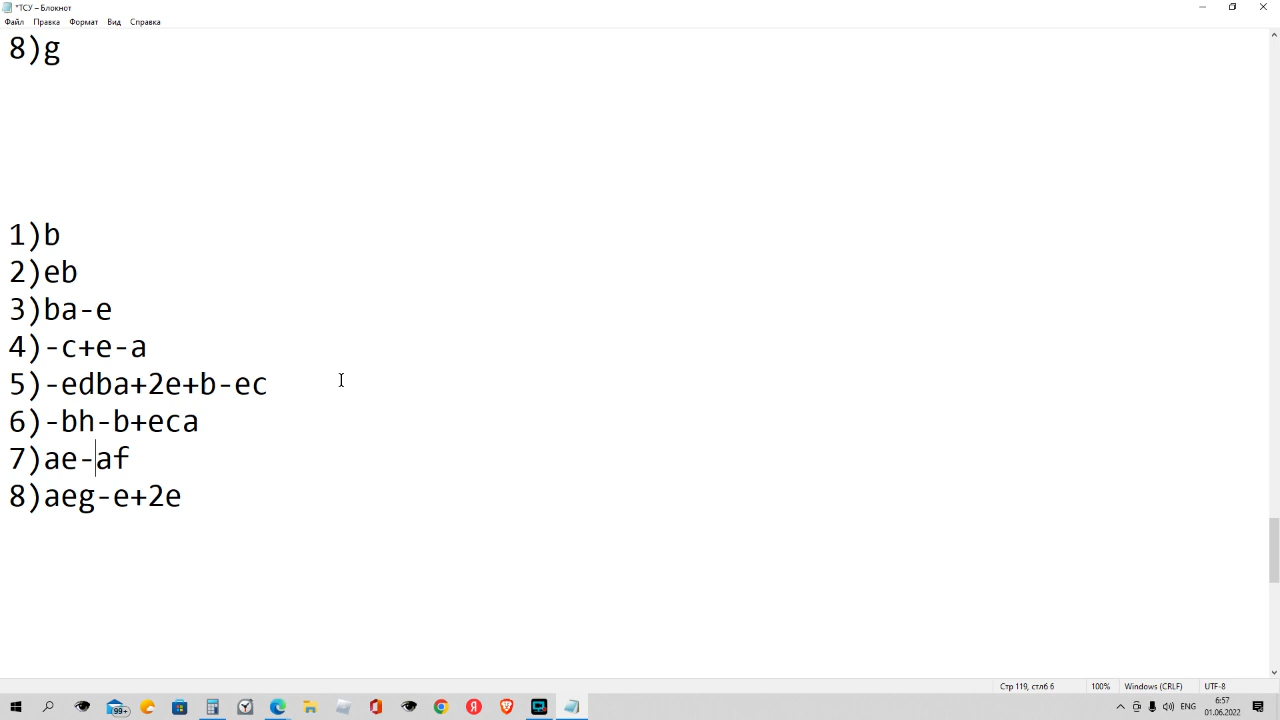 *ТСУ – Блокнот
Файл Правка Формат Вид Справка
8)g
1)b
2)eb
3)ba-e
4)-c+e-a
5)-edba+2e+b-ec
6)-bh-b+eca
7)ae-af
8)aeg-e+2e
Стр 119, стлб 6 100% Windows (CRLF) UTF-8
99+ Я ENG 6:57
01.06.2022